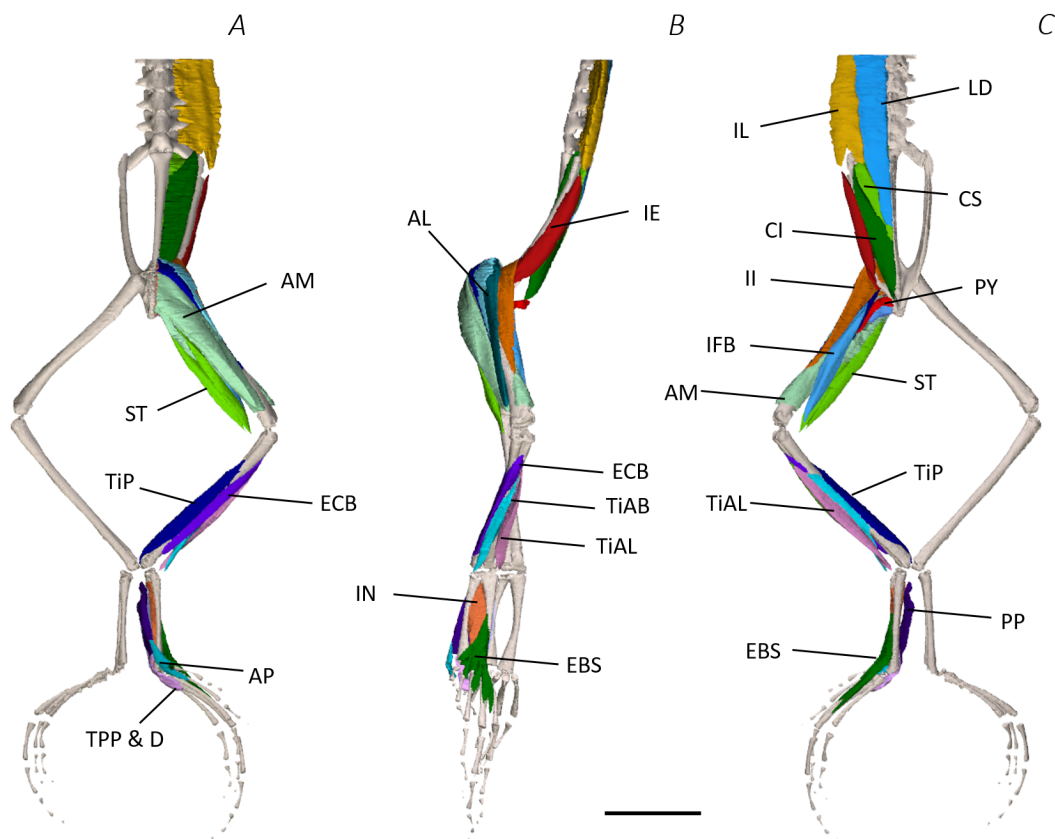 A
AM
ST
TiP
ECB
AP
TPP & D
B
AL
IE
ECB
TiAB
TiAL
IN
EBS
C
LD
IL
CS
CI
II
PY
IFB
AM
ST
TiP
TiAL
PP
EBS